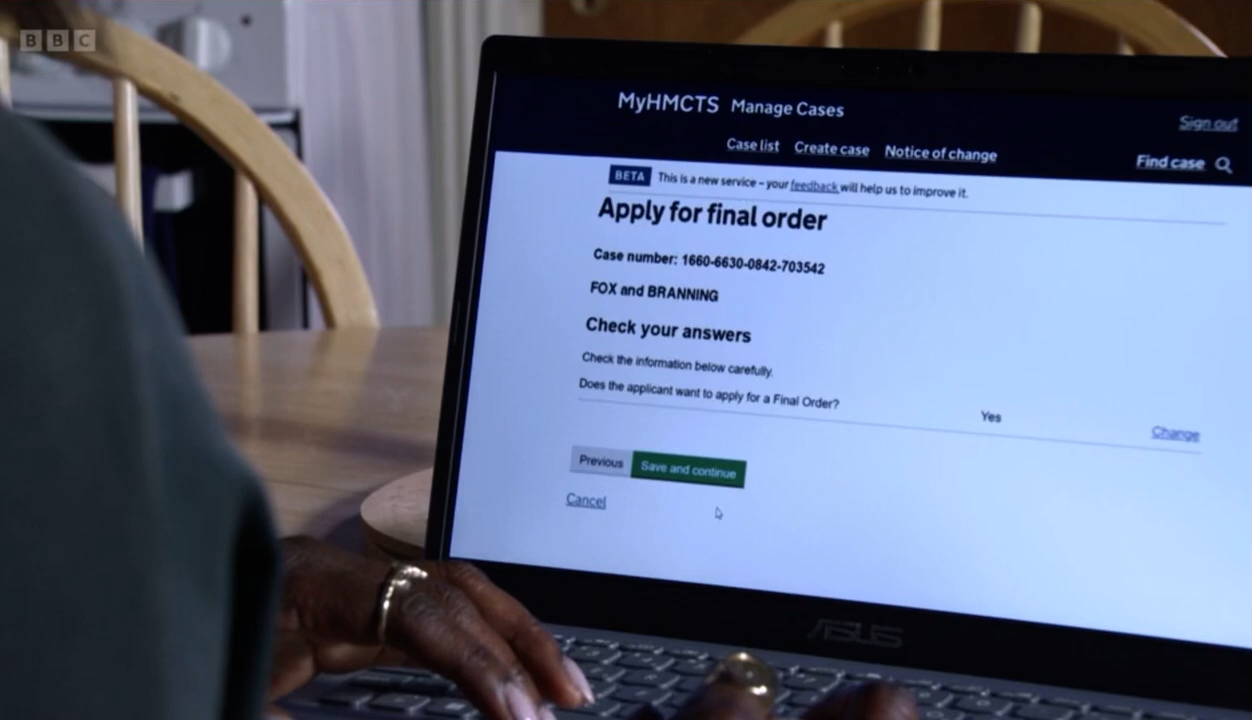 BBC
MyHMCTS Manage Cases
Sign out
Case list Create case Notice of change
Find case
BETA This is a new service – your feedback will help us to improve it.
Apply for final order
Case number: 1660-6630-0842-703542
FOX and BRANNING
Check your answers
Check the information below carefully.
Does the applicant want to apply for a Final Order? Yes Change
Previous Save and continue
Cancel
ASUS